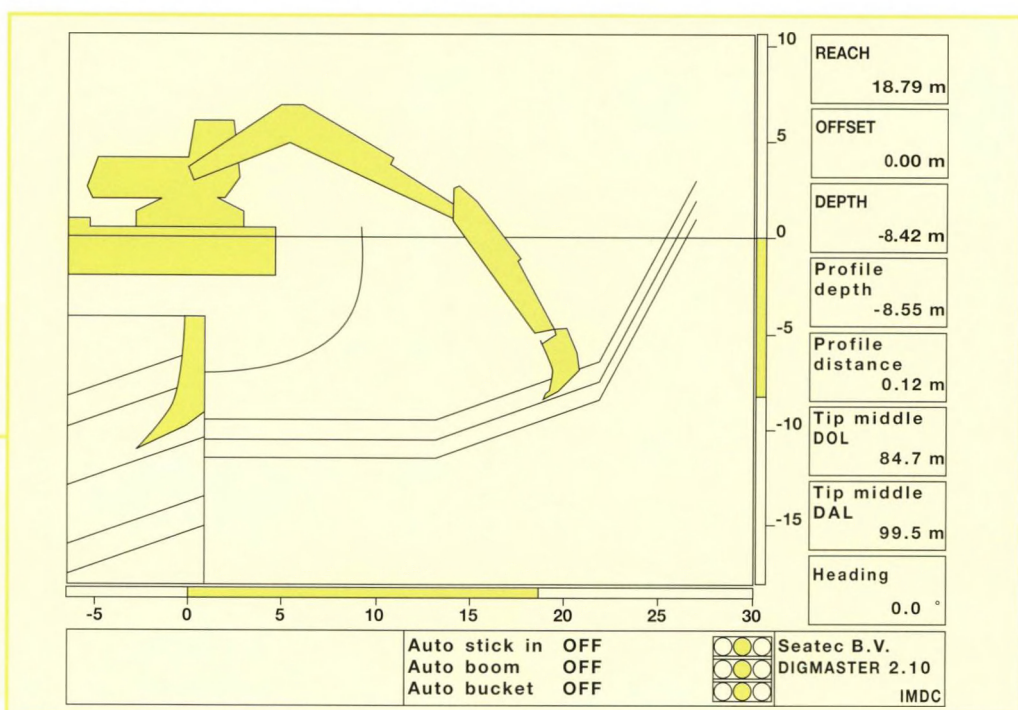 10
5
0
-5
-10
-15
-5 0 5 10 15 20 25 30
REACH
18.79 m
OFFSET
0.00 m
DEPTH
-8.42 m
Profile
depth
-8.55 m
Profile
distance
0.12 m
Tip middle
DOL
84.7 m
Tip middle
DAL
99.5 m
Heading
0.0 °
Auto stick in OFF
Auto boom OFF
Auto bucket OFF
Seatec B.V.
DIGMASTER 2.10
IMDC